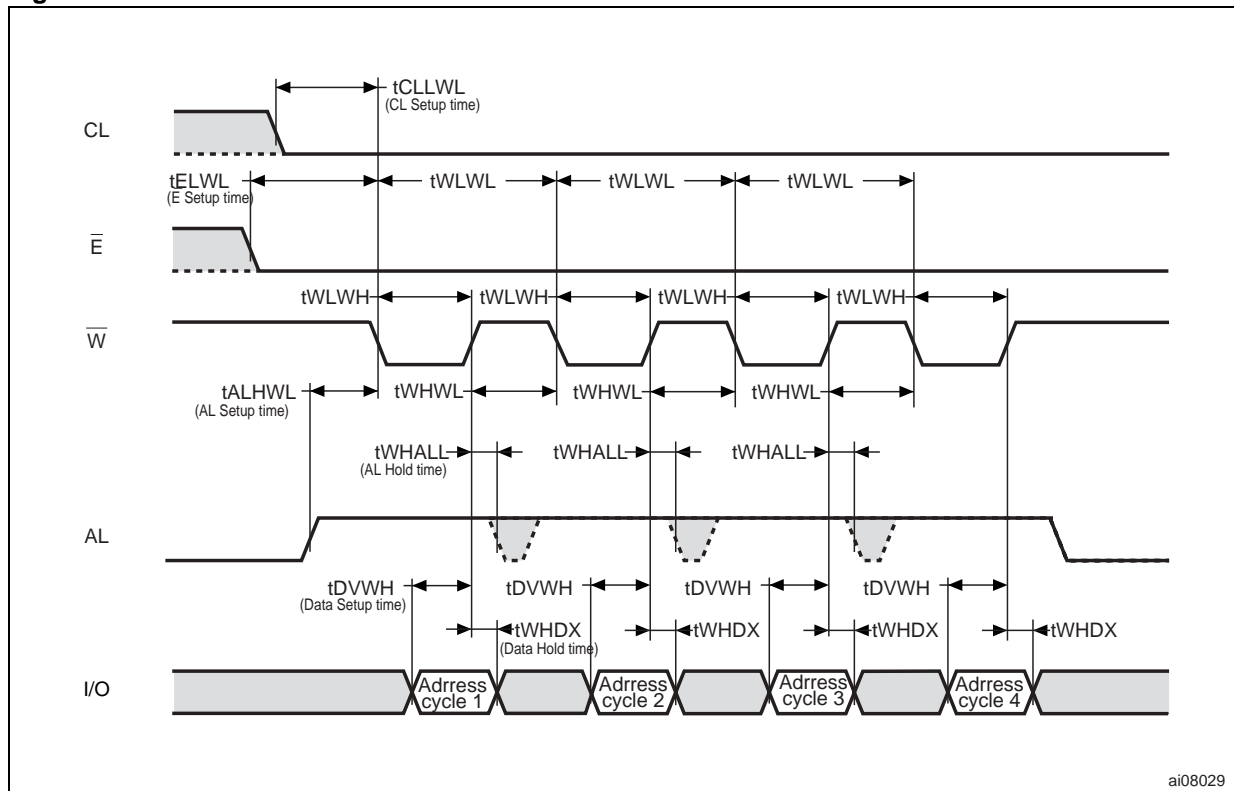 tCLLWL
(CL Setup time)
CL
tELWL
(E Setup time)
tWLWL
tWLWL
tWLWL
E
tWLWH
tWLWH
tWLWH
tWLWH
W
tALHWL
(AL Setup time)
tWHWL
tWHWL
tWHWL
tWHALL
(AL Hold time)
tWHALL
tWHALL
AL
tDVWH
(Data Setup time)
tDVWH
tDVWH
tDVWH
tWHDX
(Data Hold time)
tWHDX
tWHDX
tWHDX
I/O
Adrress
cycle 1
Adrress
cycle 2
Adrress
cycle 3
Adrress
cycle 4
ai08029